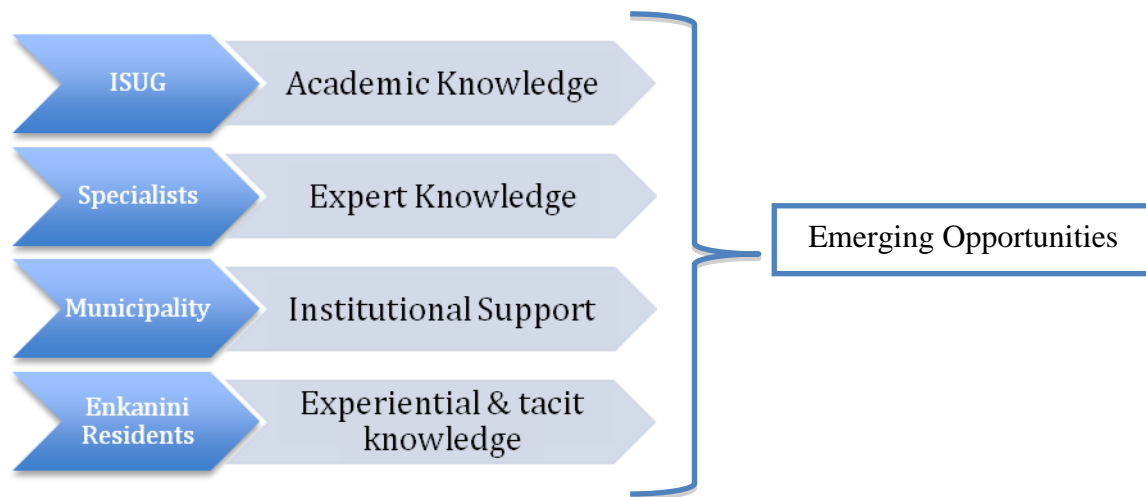 ISUG
Academic Knowledge
Specialists
Expert Knowledge
Municipality
Institutional Support
Enkanini
Residents
Experiential & tacit
knowledge
Emerging Opportunities